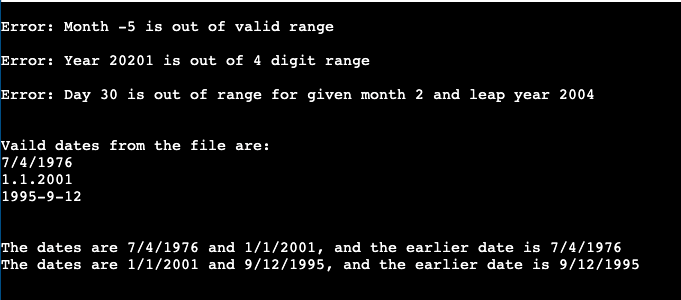 Error: Month -5 is out of valid range
Error: Year 20201 is out of 4 digit range
Error: Day 30 is out of range for given month 2 and leap year 2004
Vaild dates from the file are:
7/4/1976
1.1.2001
1995-9-12
The dates are 7/4/1976 and 1/1/2001, and the earlier date is 7/4/1976
The dates are 1/1/2001 and 9/12/1995, and the earlier date is 9/12/1995